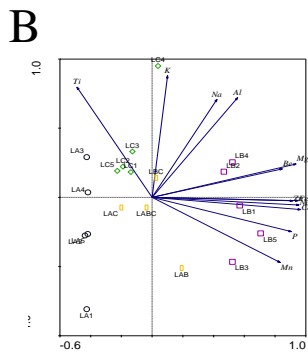 B
1.0
LC4
K
Ti
Na
Al
LC3
LA3
LC2
LC5
LC1
LBC
LB4
LB2
Mg
LA4
LAC
LABC
LB1
P
LB5
LB3
Mn
LAB
LA1
-0.6
1.0